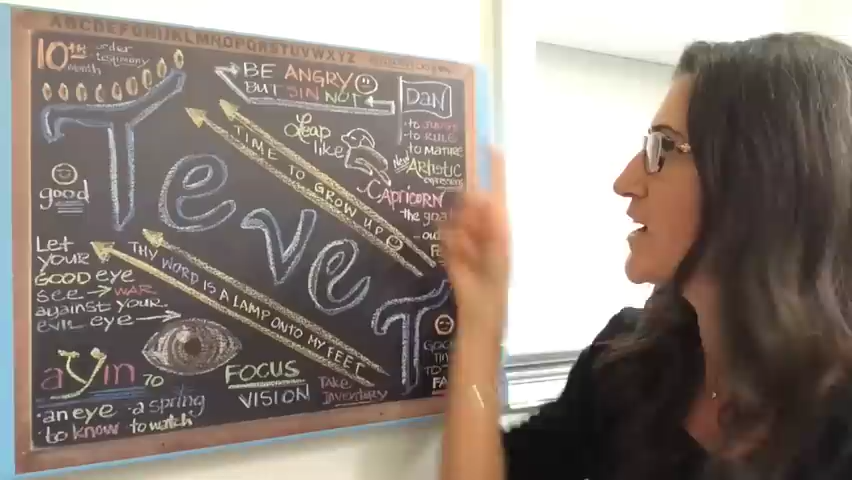 ABCDEFGHIJKLMNOPQRSTUVWXYZ
10th order
testimony
month
BE ANGRY
BUT SIN NOT
DaN
to JUDGE
to RULE
to MATURE
New Artistic
expression
Leap
like
Capricorn
the goat
TIME TO GROW UP
TeveT
good
Let
your
GOOD eye
see → WAR
against your
evil eye →
THY WORD IS A LAMP ONTO MY FEET
ayin 70
· an eye · a spring
· to know to watch
FOCUS
VISION
TAKE
Inventory